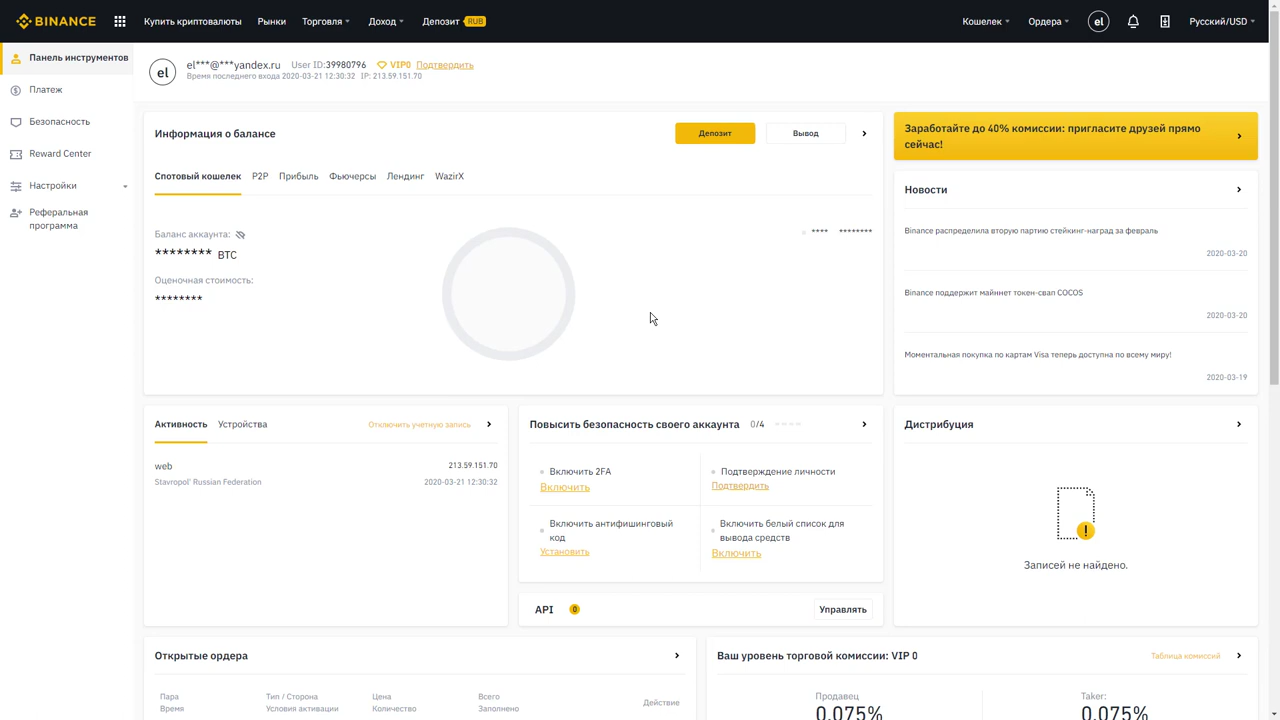 BINANCE Купить криптовалюты Рынки Торговля Доход Депозит RUB Кошелек Ордера el Русский/USD
Панель инструментов
Платеж
Безопасность
Reward Center
Настройки
Реферальная
программа
el
el***@***yandex.ru User ID:39980796 VIP0 Подтвердить
Время последнего входа 2020-03-21 12:30:32 IP: 213.59.151.70
Информация о балансе Депозит Вывод
Спотовый кошелек P2P Прибыль Фьючерсы Лендинг WazirX
Баланс аккаунта:
******** BTC
Оценочная стоимость:
********
**** ********
Заработайте до 40% комиссии: пригласите друзей прямо
сейчас!
Новости
Binance распределила вторую партию стейкинг-наград за февраль
2020-03-20
Binance поддержит майннет токен-свап COCOS
2020-03-20
Моментальная покупка по картам Visa теперь доступна по всему миру!
2020-03-19
Активность Устройства Отключить учетную запись
web 213.59.151.70
Stavropol' Russian Federation 2020-03-21 12:30:32
Повысить безопасность своего аккаунта 0/4
Включить 2FA
Включить
Подтверждение личности
Подтвердить
Включить антифишинговый
код
Установить
Включить белый список для
вывода средств
Включить
API 0 Управлять
Дистрибуция
!
Записей не найдено.
Открытые ордера
Пара Тип / Сторона Цена Всего Действие
Время Условия активации Количество Заполнено
Ваш уровень торговой комиссии: VIP 0 Таблица комиссий
Продавец Taker:
0.075% 0.075%